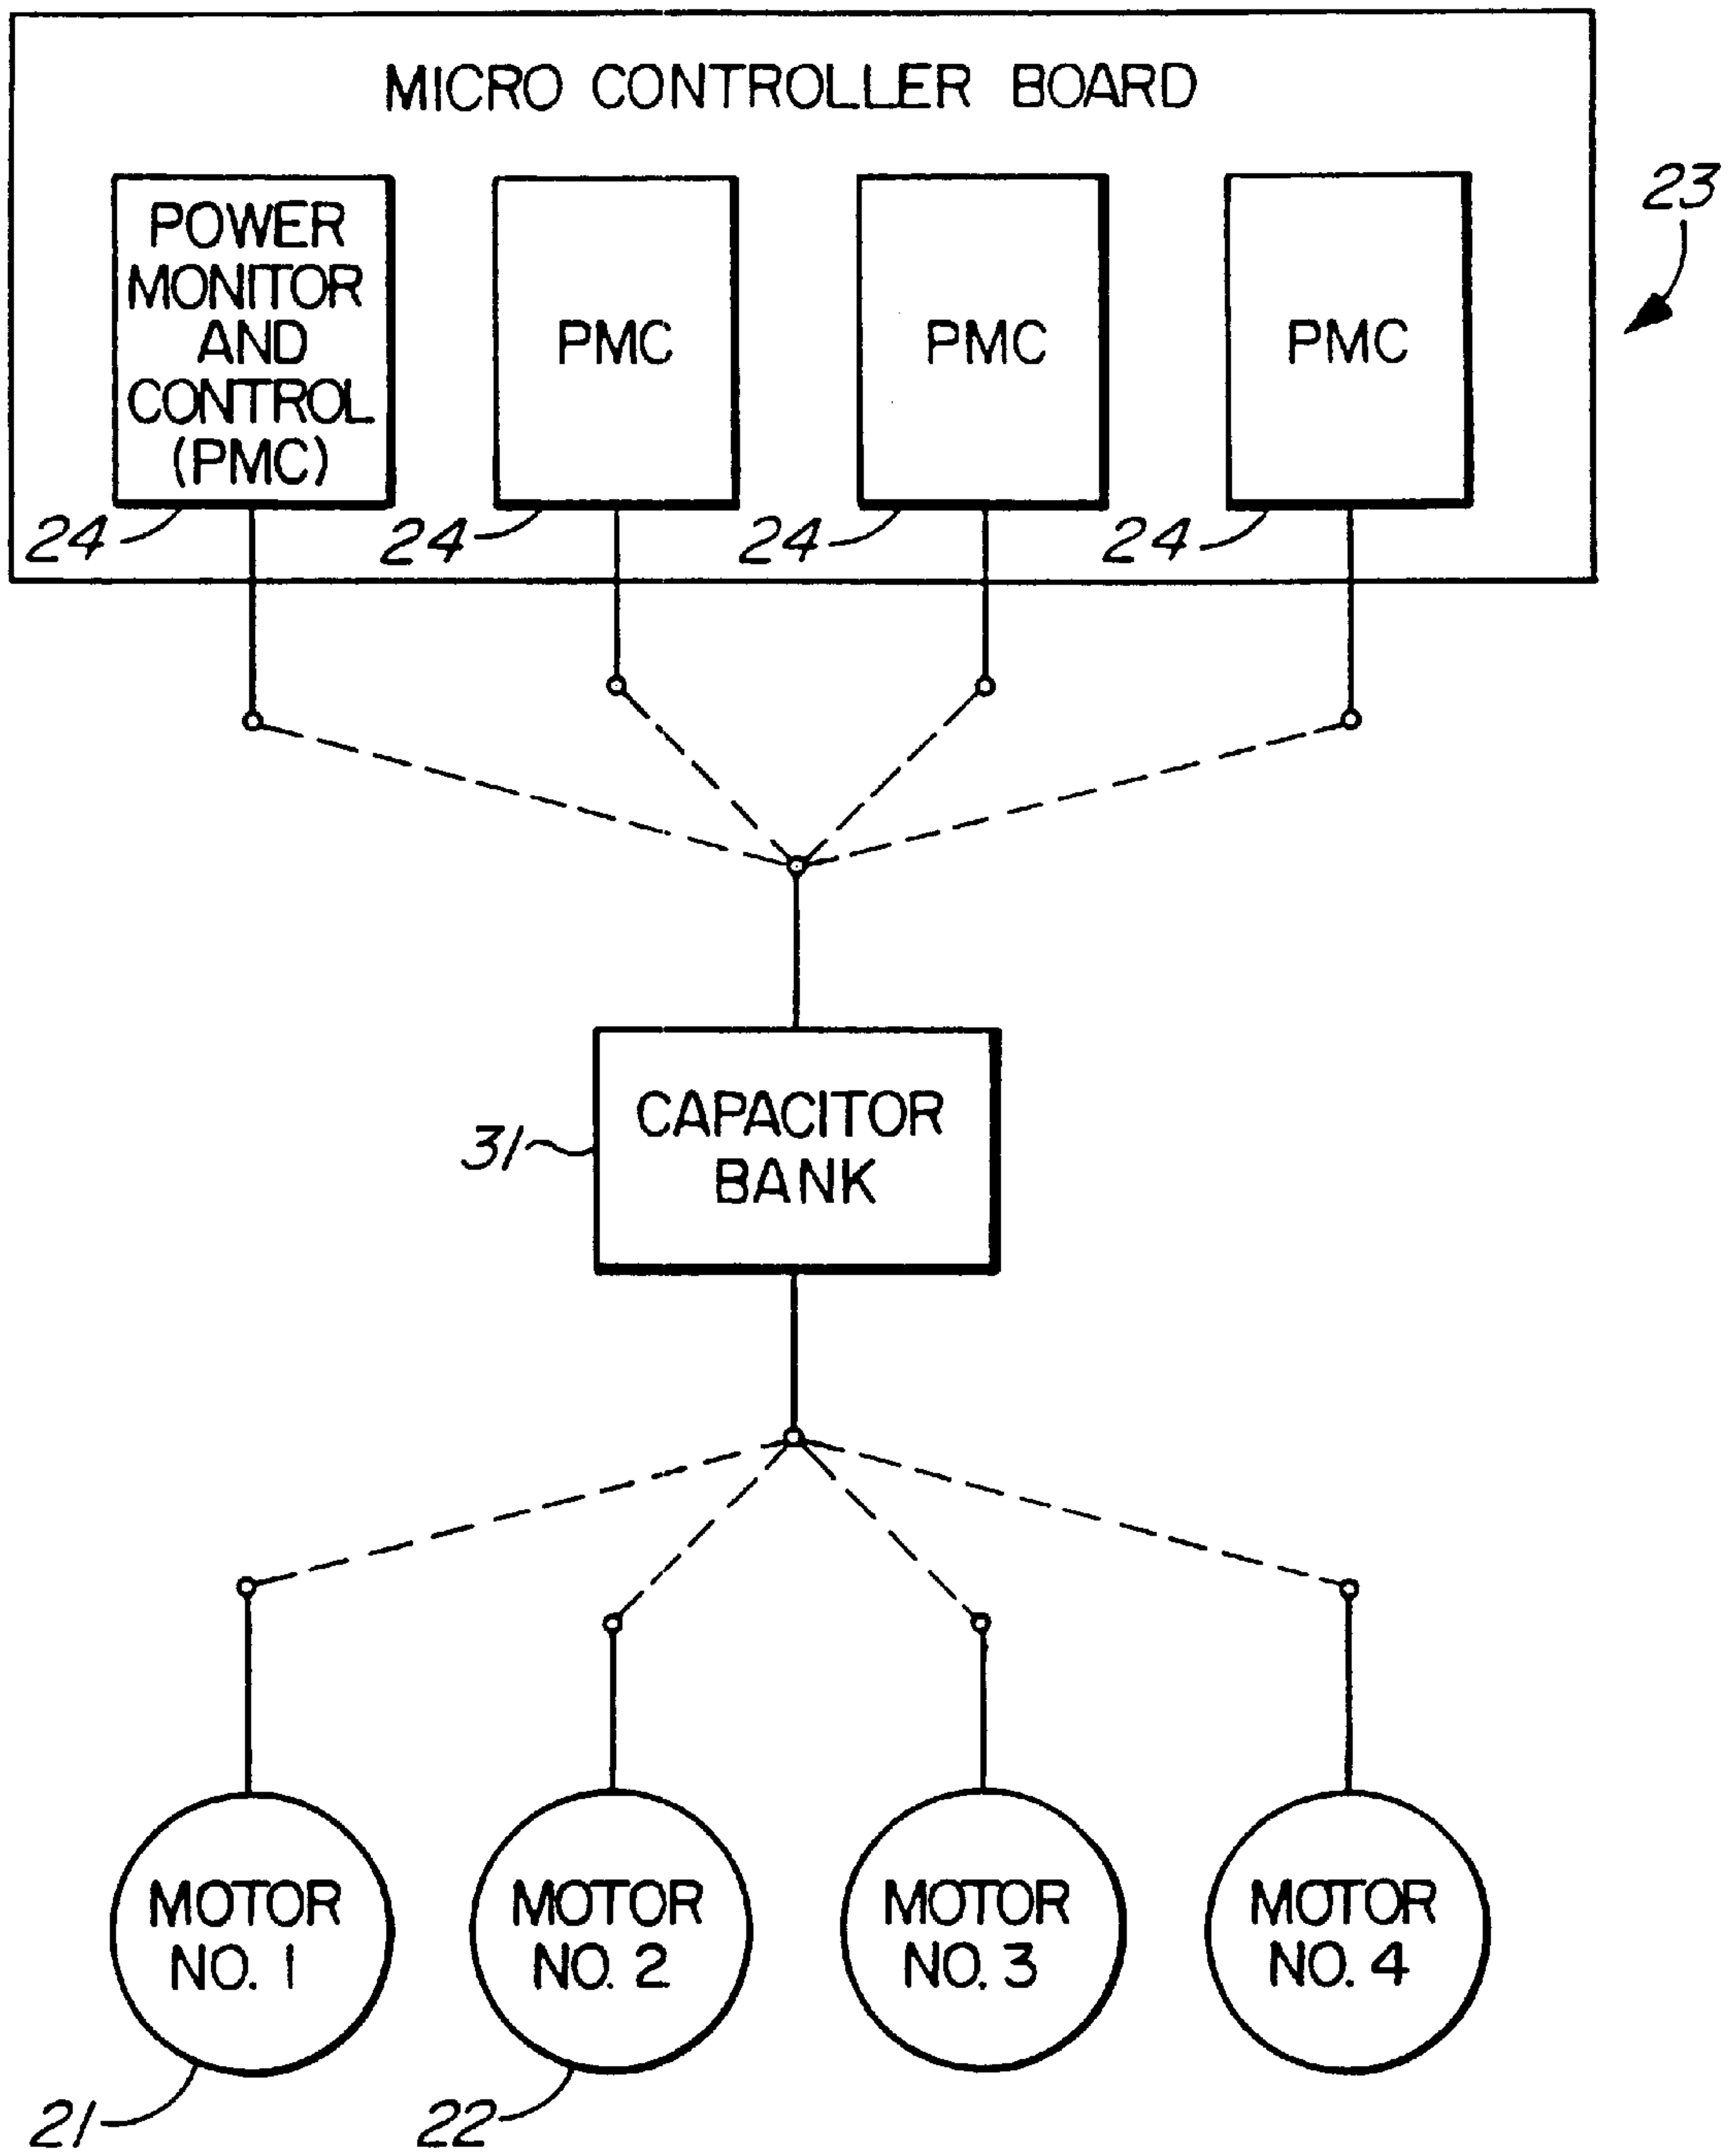 MICRO CONTROLLER BOARD
POWER
MONITOR
AND
CONTROL
(PMC)
PMC
PMC
PMC
23
24
24
24
24
CAPACITOR
BANK
31
MOTOR
NO. 1
MOTOR
NO. 2
MOTOR
NO. 3
MOTOR
NO. 4
21
22